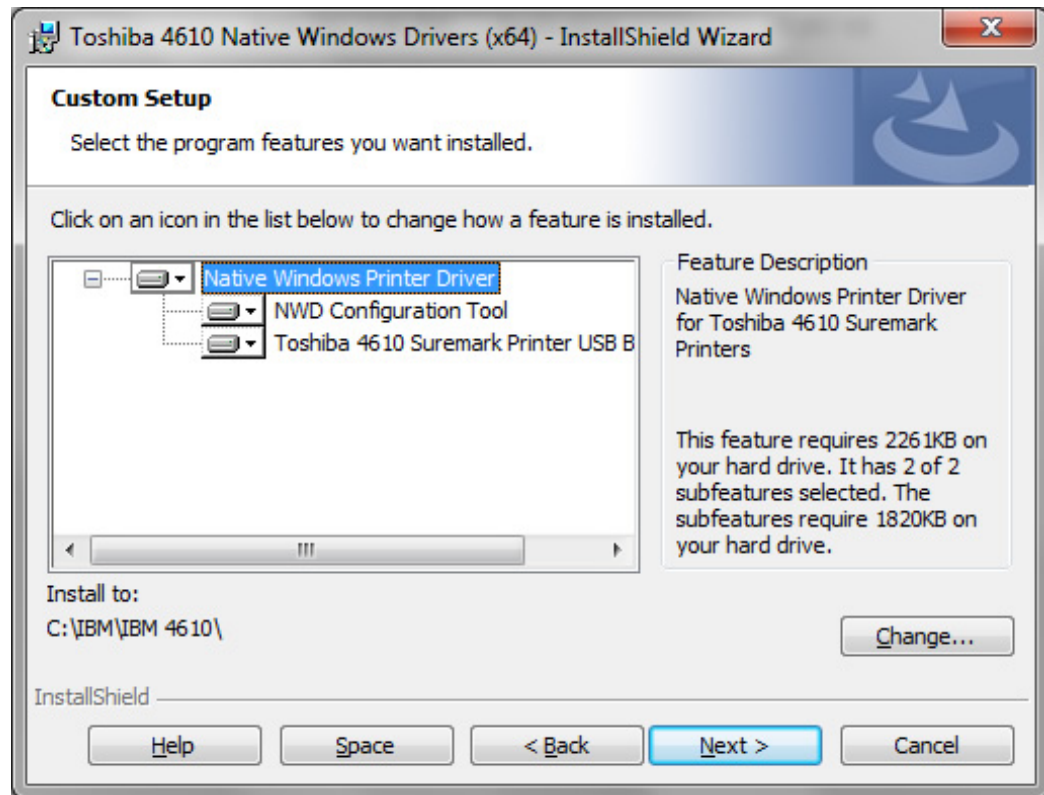 Toshiba 4610 Native Windows Drivers (x64) - InstallShield Wizard
Custom Setup
Select the program features you want installed.
Click on an icon in the list below to change how a feature is installed.
Native Windows Printer Driver
NWD Configuration Tool
Toshiba 4610 Suremark Printer USB B
Feature Description
Native Windows Printer Driver
for Toshiba 4610 Suremark
Printers
This feature requires 2261KB on
your hard drive. It has 2 of 2
subfeatures selected. The
subfeatures require 1820KB on
your hard drive.
Install to:
C:\IBM\IBM 4610\
Change...
InstallShield
Help
Space
< Back
Next >
Cancel